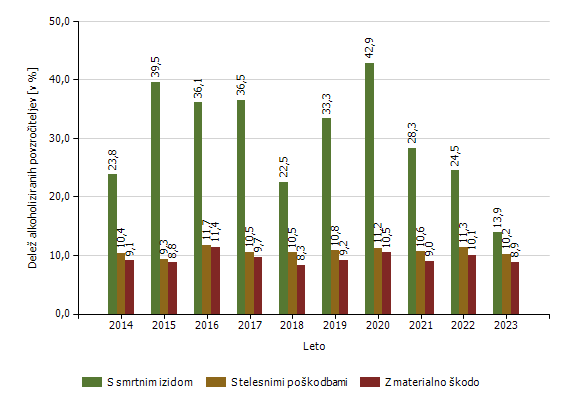 Delež alkoholiziranih povzročiteljev [v %]
50,0
40,0
30,0
20,0
10,0
0,0
23,8 10,4 9,1
39,5 9,3 8,8
36,1 11,7 11,4
36,5 10,5 9,7
22,5 10,5 8,3
33,3 10,8 9,2
42,9 11,2 10,5
28,3 10,6 9,0
24,5 11,3 10,1
13,9 10,2 8,9
2014 2015 2016 2017 2018 2019 2020 2021 2022 2023
Leto
S smrtnim izidom S telesnimi poškodbami Z materialno škodo